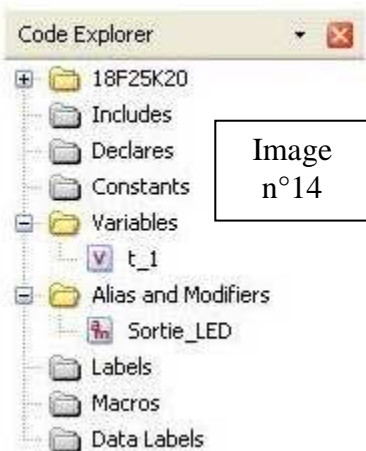 Code Explorer
18F25K20
Includes
Declares
Constants
Variables
t_1
Alias and Modifiers
Sortie_LED
Labels
Macros
Data Labels
Image
n°14